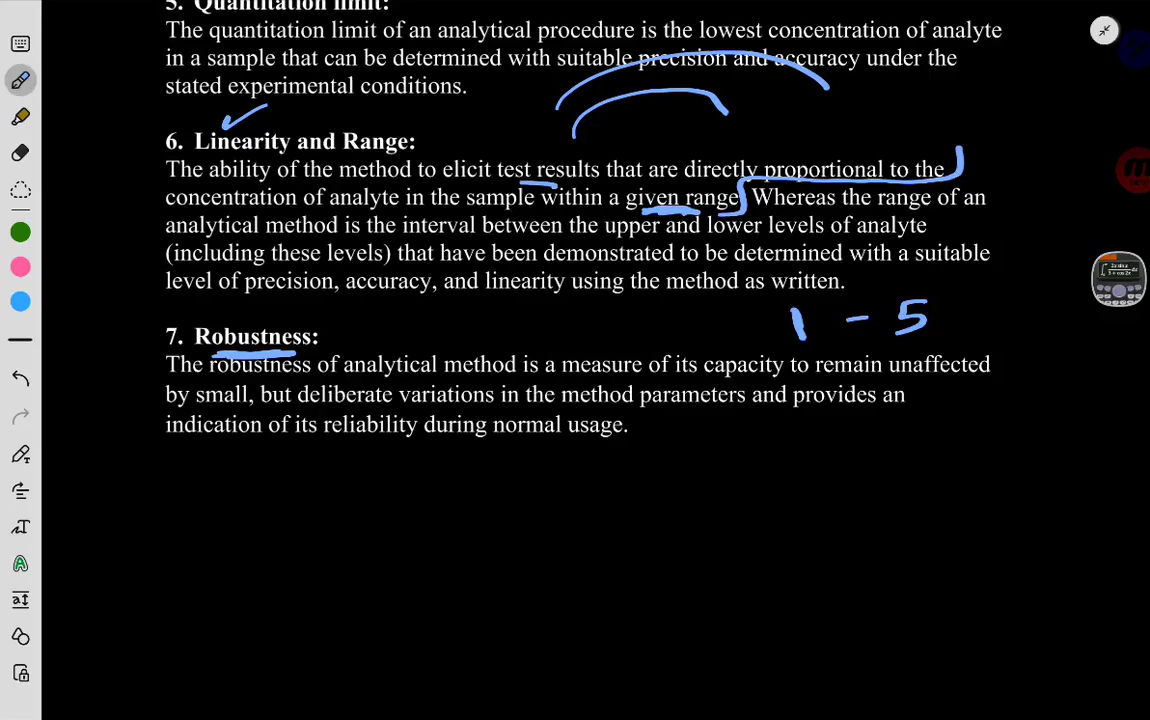 5. Quantitation limit:
The quantitation limit of an analytical procedure is the lowest concentration of analyte
in a sample that can be determined with suitable precision and accuracy under the
stated experimental conditions.
6. Linearity and Range:
The ability of the method to elicit test results that are directly proportional to the
concentration of analyte in the sample within a given range. Whereas the range of an
analytical method is the interval between the upper and lower levels of analyte
(including these levels) that have been demonstrated to be determined with a suitable
level of precision, accuracy, and linearity using the method as written.
1 - 5
7. Robustness:
The robustness of analytical method is a measure of its capacity to remain unaffected
by small, but deliberate variations in the method parameters and provides an
indication of its reliability during normal usage.